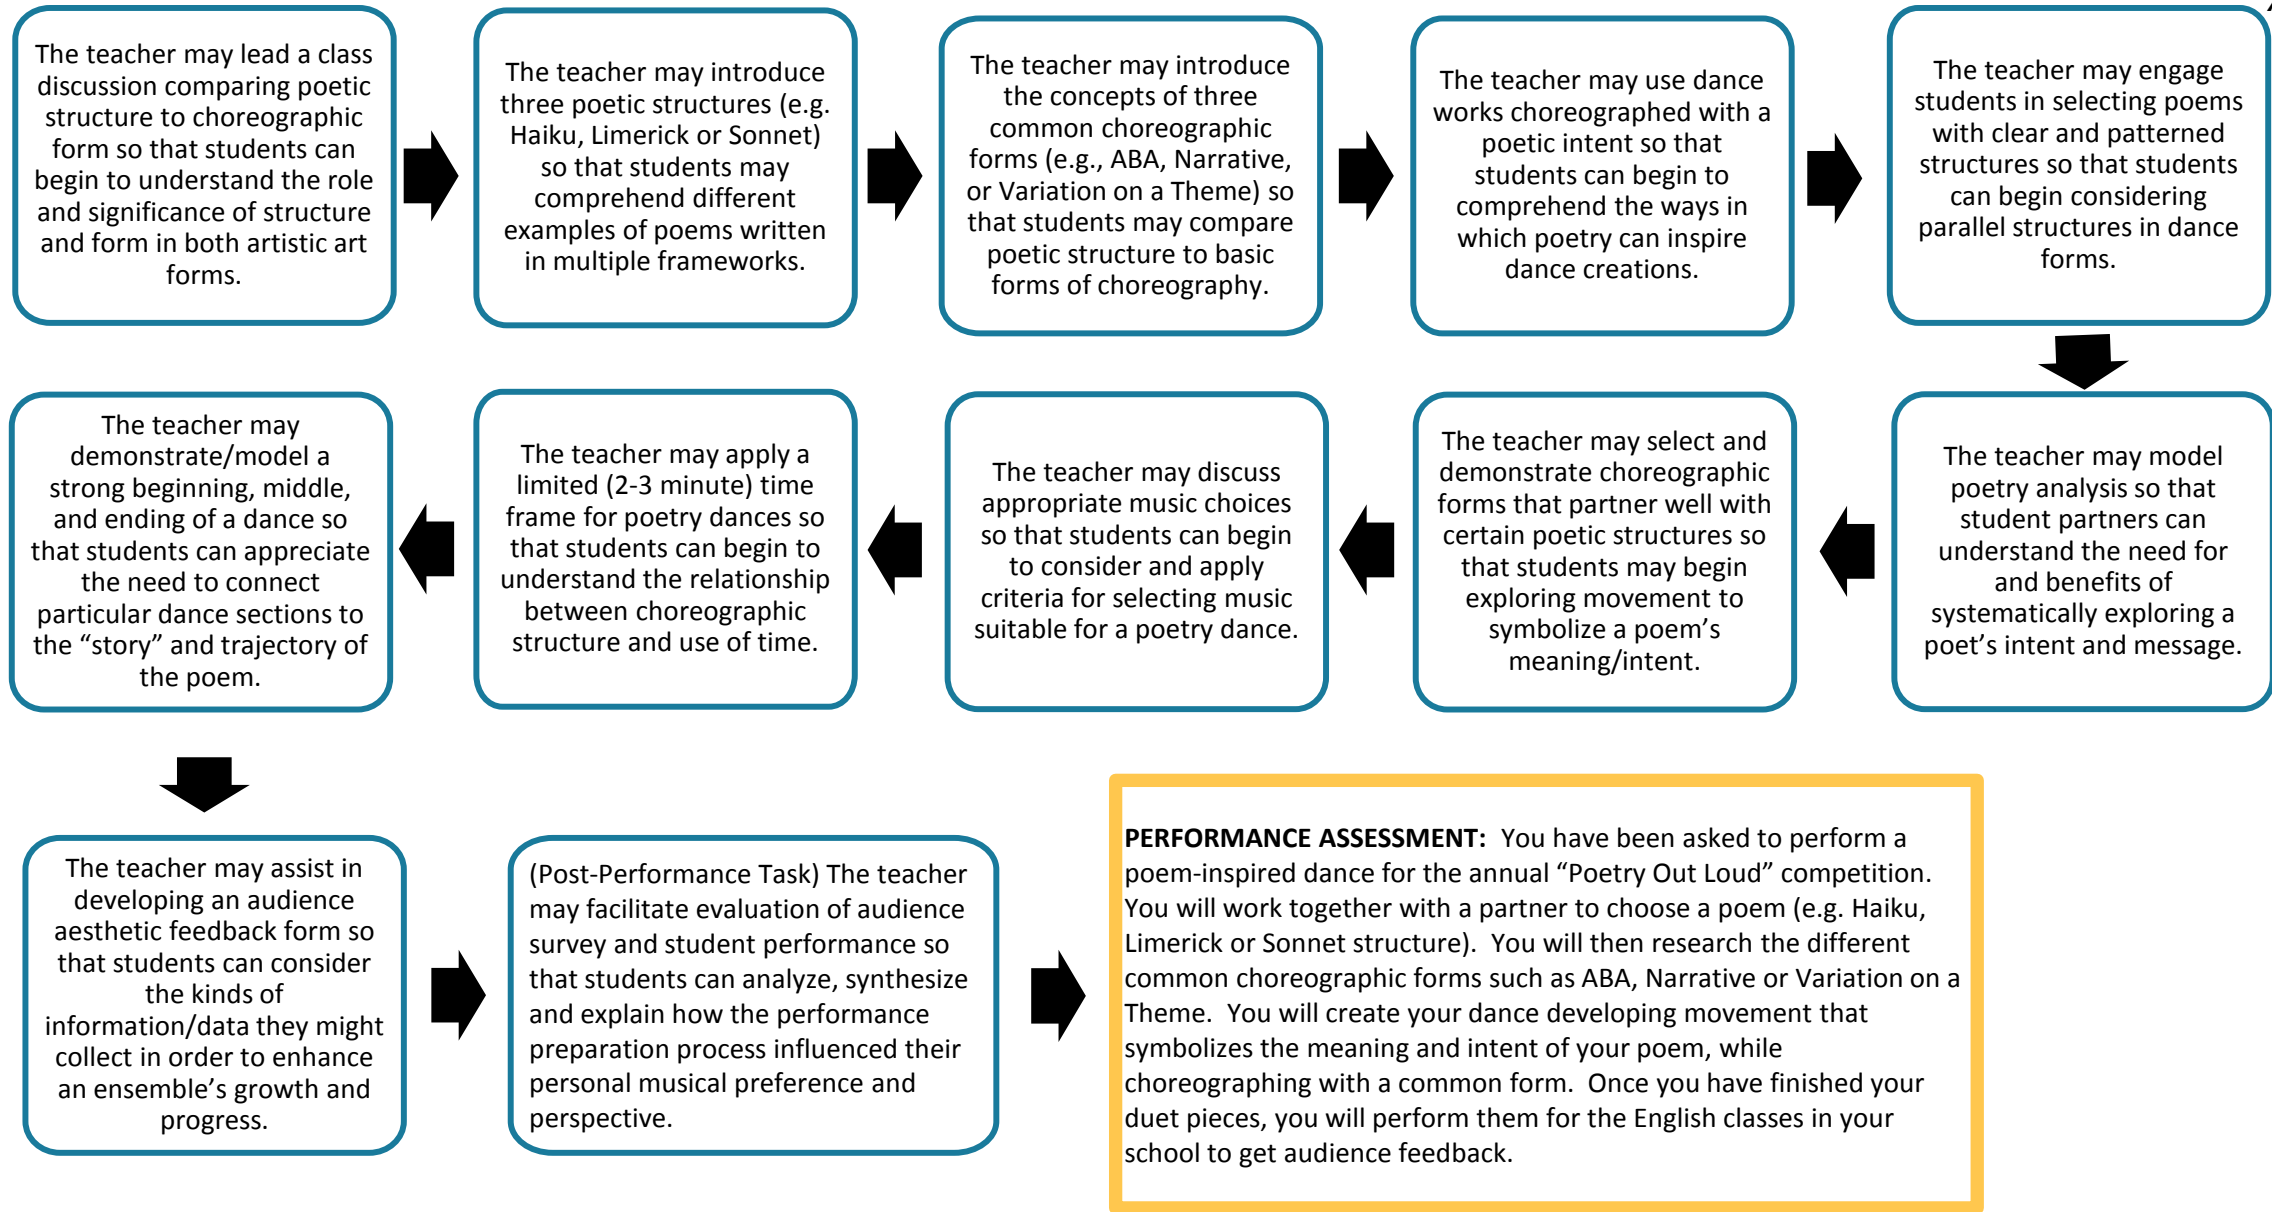 The teacher may lead a class
discussion comparing poetic
structure to choreographic
form so that students can
begin to understand the role
and significance of structure
and form in both artistic art
forms.
The teacher may introduce
three poetic structures (e.g.
Haiku, Limerick or Sonnet)
so that students may
comprehend different
examples of poems written
in multiple frameworks.
The teacher may introduce
the concepts of three
common choreographic
forms (e.g., ABA, Narrative,
or Variation on a Theme) so
that students may compare
poetic structure to basic
forms of choreography.
The teacher may use dance
works choreographed with a
poetic intent so that
students can begin to
comprehend the ways in
which poetry can inspire
dance creations.
The teacher may engage
students in selecting poems
with clear and patterned
structures so that students
can begin considering
parallel structures in dance
forms.
The teacher may model
poetry analysis so that
student partners can
understand the need for
and benefits of
systematically exploring a
poet’s intent and message.
The teacher may select and
demonstrate choreographic
forms that partner well with
certain poetic structures so
that students may begin
exploring movement to
symbolize a poem’s
meaning/intent.
The teacher may discuss
appropriate music choices
so that students can begin
to consider and apply
criteria for selecting music
suitable for a poetry dance.
The teacher may apply a
limited (2-3 minute) time
frame for poetry dances so
that students can begin to
understand the relationship
between choreographic
structure and use of time.
The teacher may
demonstrate/model a
strong beginning, middle,
and ending of a dance so
that students can appreciate
the need to connect
particular dance sections to
the “story” and trajectory of
the poem.
The teacher may assist in
developing an audience
aesthetic feedback form so
that students can consider
the kinds of
information/data they might
collect in order to enhance
an ensemble’s growth and
progress.
(Post-Performance Task) The teacher
may facilitate evaluation of audience
survey and student performance so
that students can analyze, synthesize
and explain how the performance
preparation process influenced their
personal musical preference and
perspective.
PERFORMANCE ASSESSMENT: You have been asked to perform a
poem-inspired dance for the annual “Poetry Out Loud” competition.
You will work together with a partner to choose a poem (e.g. Haiku,
Limerick or Sonnet structure). You will then research the different
common choreographic forms such as ABA, Narrative or Variation on a
Theme. You will create your dance developing movement that
symbolizes the meaning and intent of your poem, while
choreographing with a common form. Once you have finished your
duet pieces, you will perform them for the English classes in your
school to get audience feedback.